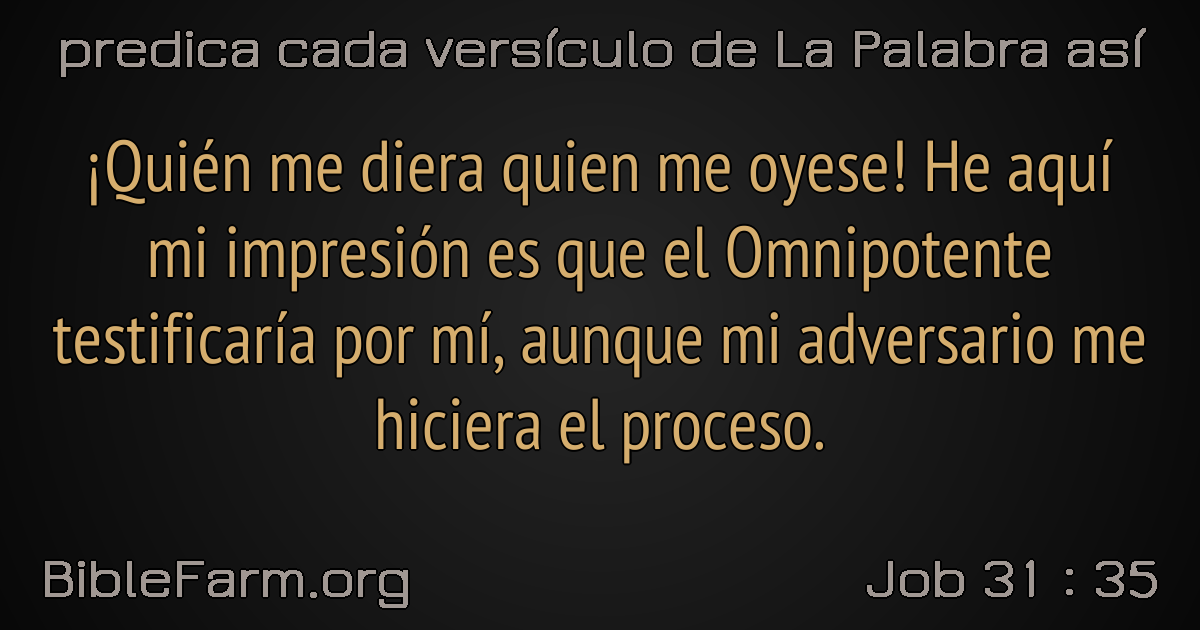 predica cada versículo de La Palabra así
¡Quién me diera quien me oyese! He aquí
mi impresión es que el Omnipotente
testificaría por mí, aunque mi adversario me
hiciera el proceso.
BibleFarm.org
Job 31 : 35